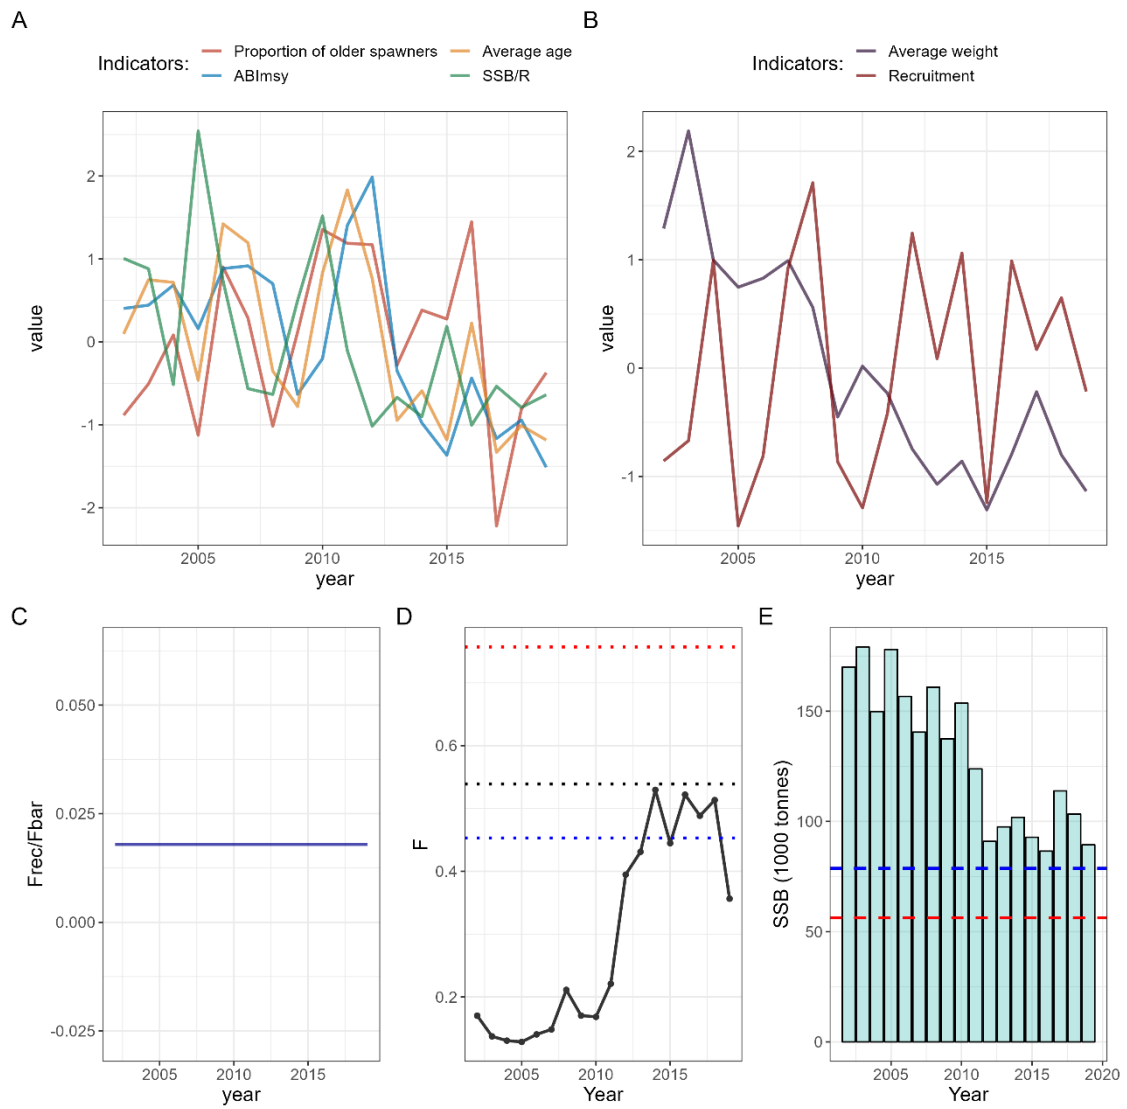 A
Indicators:
Proportion of older spawners
Average age
ABImsy
SSB/R
value
2
1
0
-1
-2
2005
2010
2015
year
B
Indicators:
Average weight
Recruitment
value
2
1
0
-1
2005
2010
2015
year
C
Frec/Fbar
0.050
0.025
0.000
-0.025
2005
2010
2015
year
D
F
0.6
0.4
0.2
2005
2010
2015
Year
E
SSB (1000 tonnes)
150
100
50
0
2005
2010
2015
2020
Year